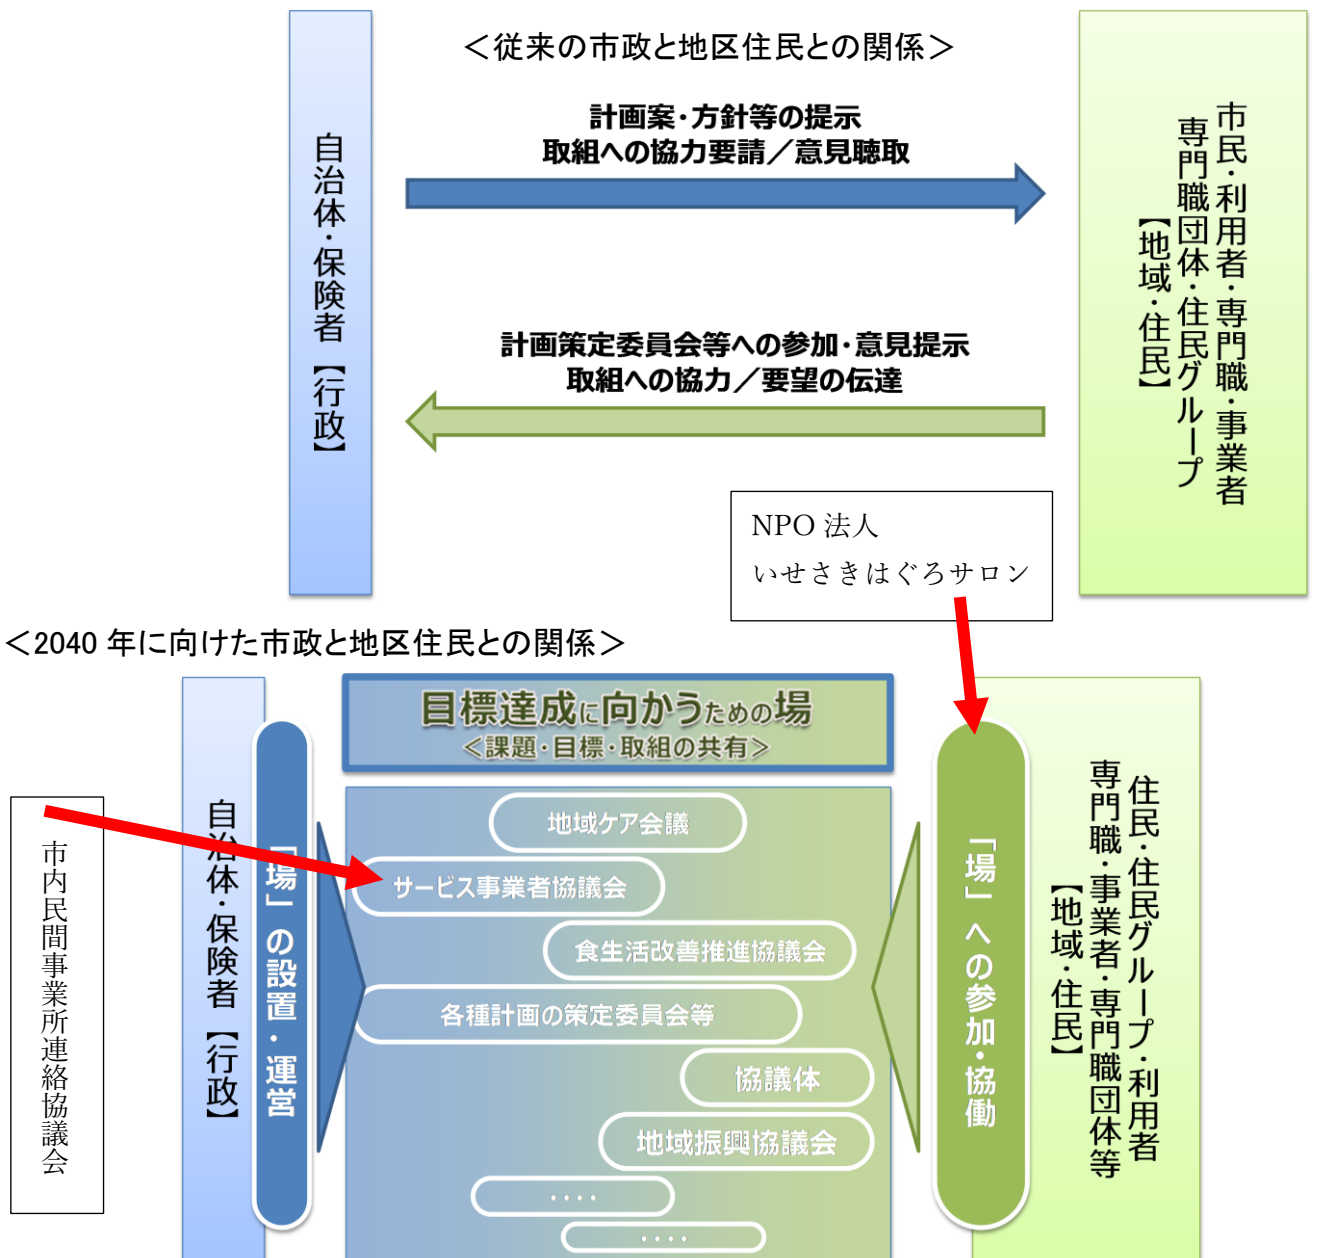 ＜従来の市政と地区住民との関係＞
計画案･方針等の提示
取組への協力要請／意見聴取
自治体･保険者【行政】
市民･利用者･専門職･事業者
専門職団体･住民グループ
【地域･住民】
計画策定委員会等への参加･意見提示
取組への協力／要望の伝達
NPO 法人
いせさきはぐろサロン
＜2040 年に向けた市政と地区住民との関係＞
目標達成に向かうための場
＜課題･目標･取組の共有＞
市内民間事業所連絡協議会
自治体･保険者【行政】
「場」の設置･運営
地域ケア会議
サービス事業者協議会
食生活改善推進協議会
各種計画の策定委員会等
協議体
地域振興協議会
････
････
「場」への参加･協働
住民･住民グループ･利用者
専門職･事業者･専門職団体等
【地域･住民】